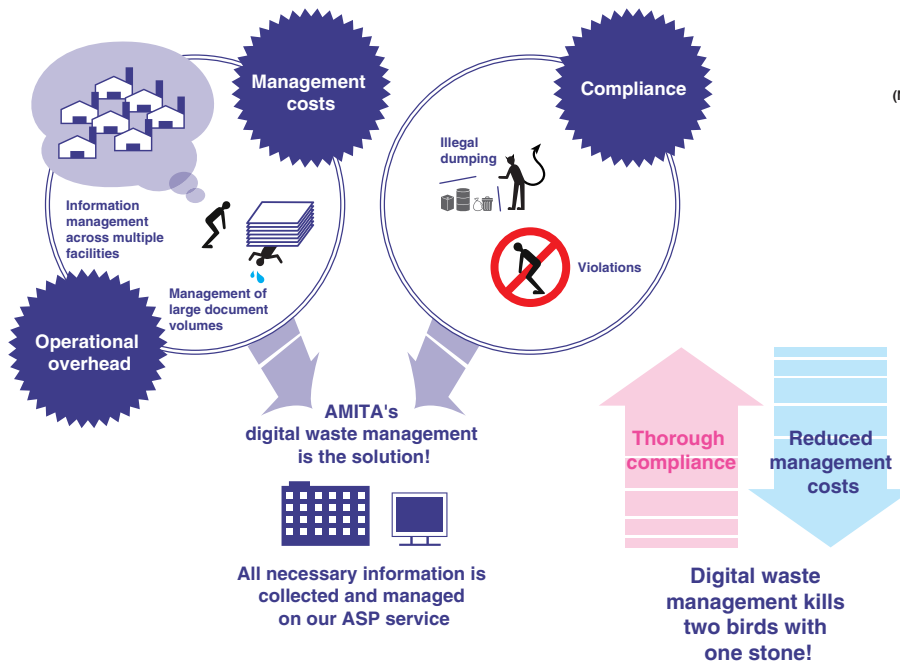 Management
costs
Compliance
(
Illegal
dumping
Information
management
across multiple
facilities
Violations
Management of
large document
volumes
Operational
overhead
AMITA's
digital waste management
is the solution!
Thorough
compliance
Reduced
management
costs
All necessary information is
collected and managed
on our ASP service
Digital waste
management kills
two birds with
one stone!